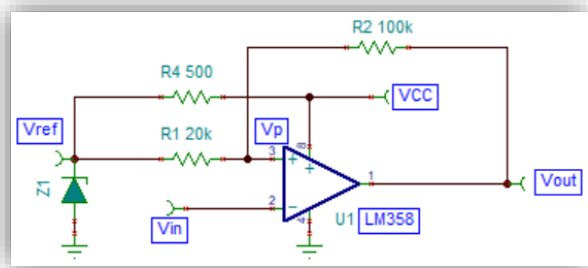 R2 100k
R4 500
VCC
Vref
R1 20k
Vp
3
8
+
+
1
Vout
Z1
2
-
Vin
4
U1
LM358